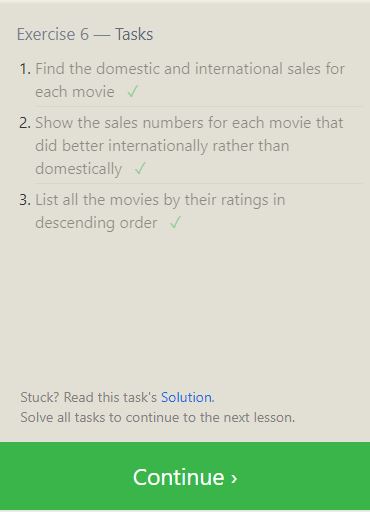 Exercise 6 — Tasks
1. Find the domestic and international sales for
each movie ✓
2. Show the sales numbers for each movie that
did better internationally rather than
domestically ✓
3. List all the movies by their ratings in
descending order ✓
Stuck? Read this task's Solution.
Solve all tasks to continue to the next lesson.
Continue ›